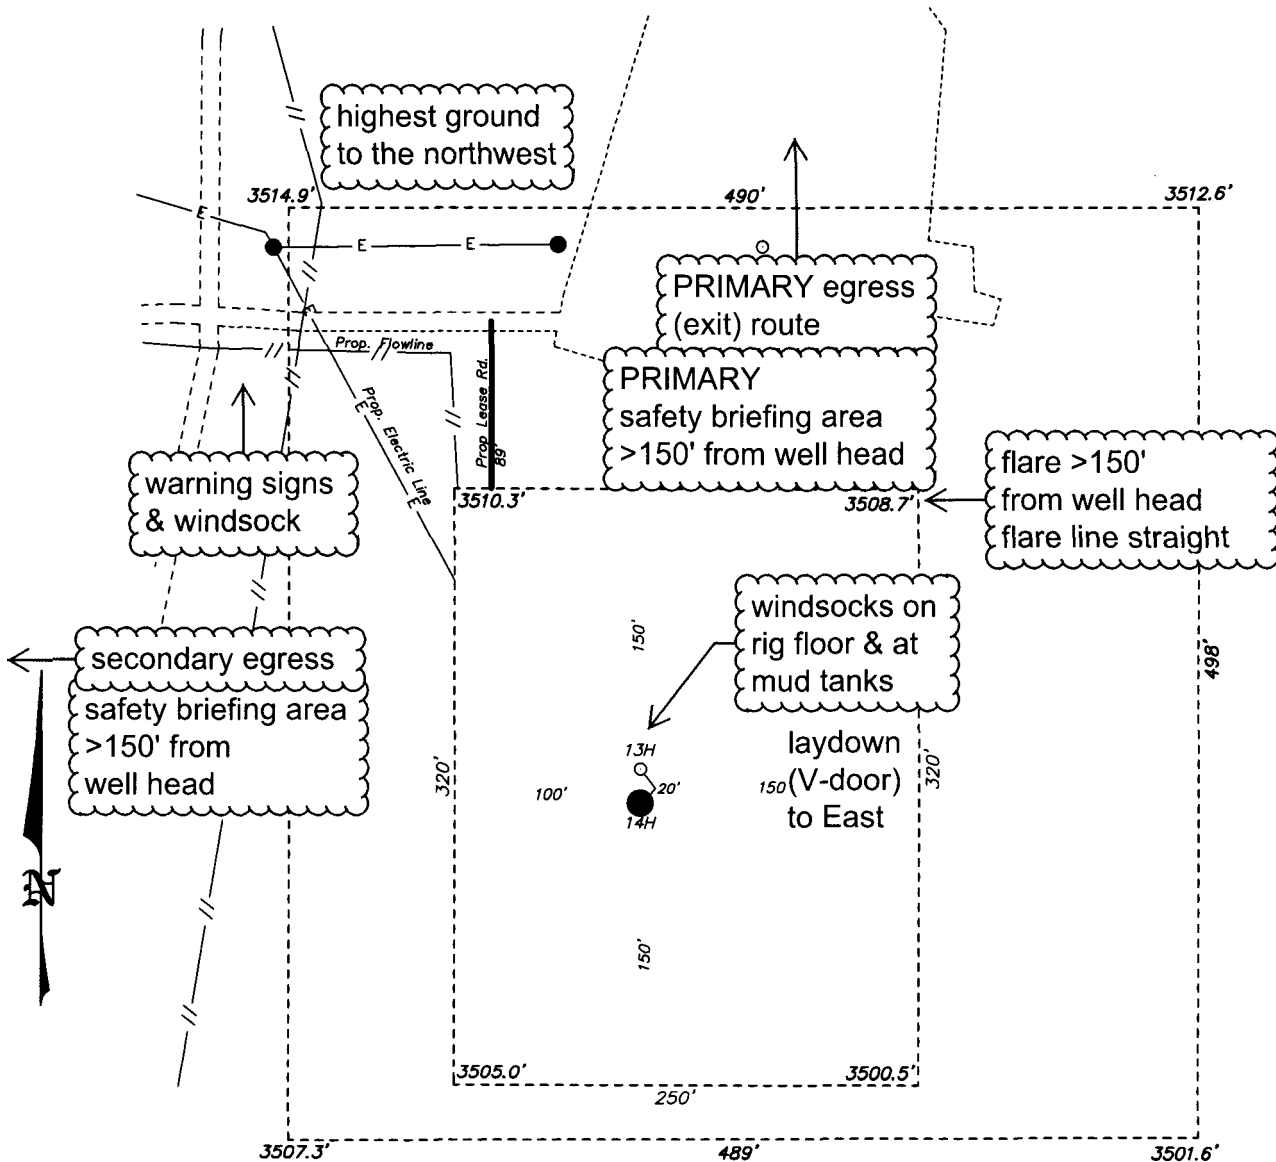 highest ground
to the northwest
3514.9'
490'
3512.6'
E
E
E
PRIMARY egress
(exit) route
E
Prop. Flowline
PRIMARY
safety briefing area
>150' from well head
Prop. Electric Line
E
E
Prop Lease Rd.
89'
warning signs
& windsock
3510.3'
3508.7'
flare >150'
from well head
flare line straight
windsocks on
rig floor & at
mud tanks
150'
secondary egress
safety briefing area
>150' from
well head
498'
320'
13H
100'
20'
14H
150
laydown
(V-door)
to East
320'
N
150'
3505.0'
3500.5'
250'
3507.3'
489'
3501.6'